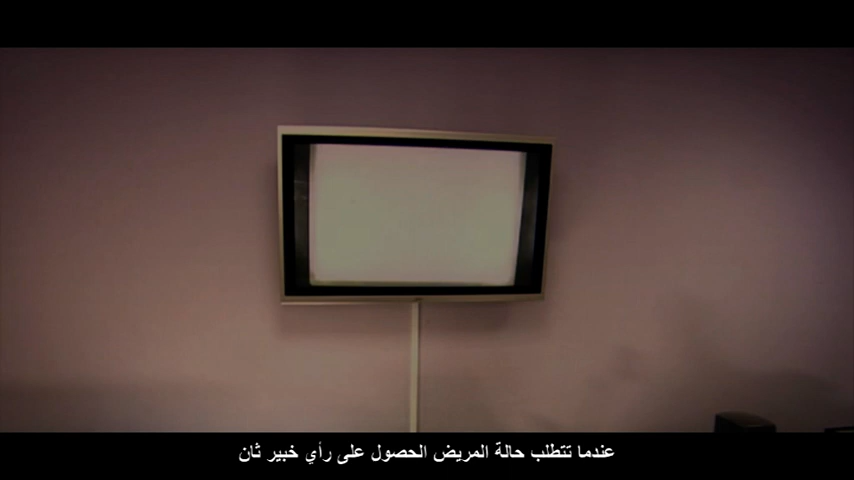 عندما تتطلب حالة المريض الحصول على رأي خبير ثان